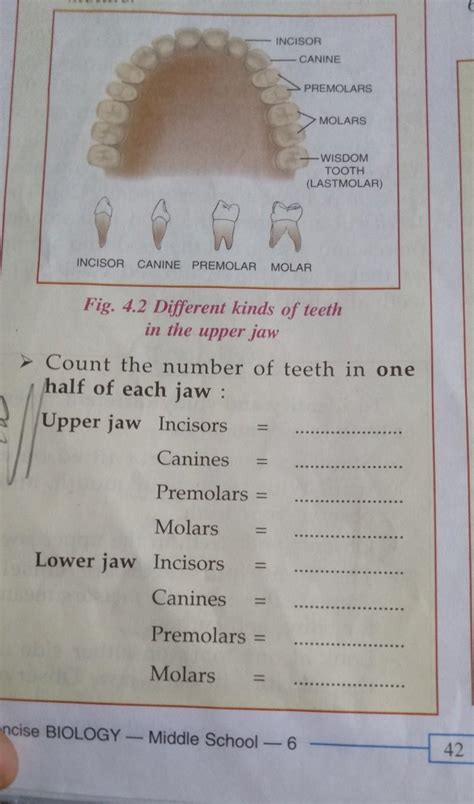 INCISOR
CANINE
PREMOLARS
MOLARS
WISDOM
TOOTH
(LASTMOLAR)
INCISOR CANINE PREMOLAR MOLAR
Fig. 4.2 Different kinds of teeth
in the upper jaw
➤ Count the number of teeth in one
half of each jaw :
Upper jaw Incisors = ....................
Canines = ....................
Premolars = ....................
Molars = ....................
Lower jaw Incisors = ....................
Canines = ....................
Premolars = ....................
Molars = ....................
ncise BIOLOGY — Middle School — 6
42